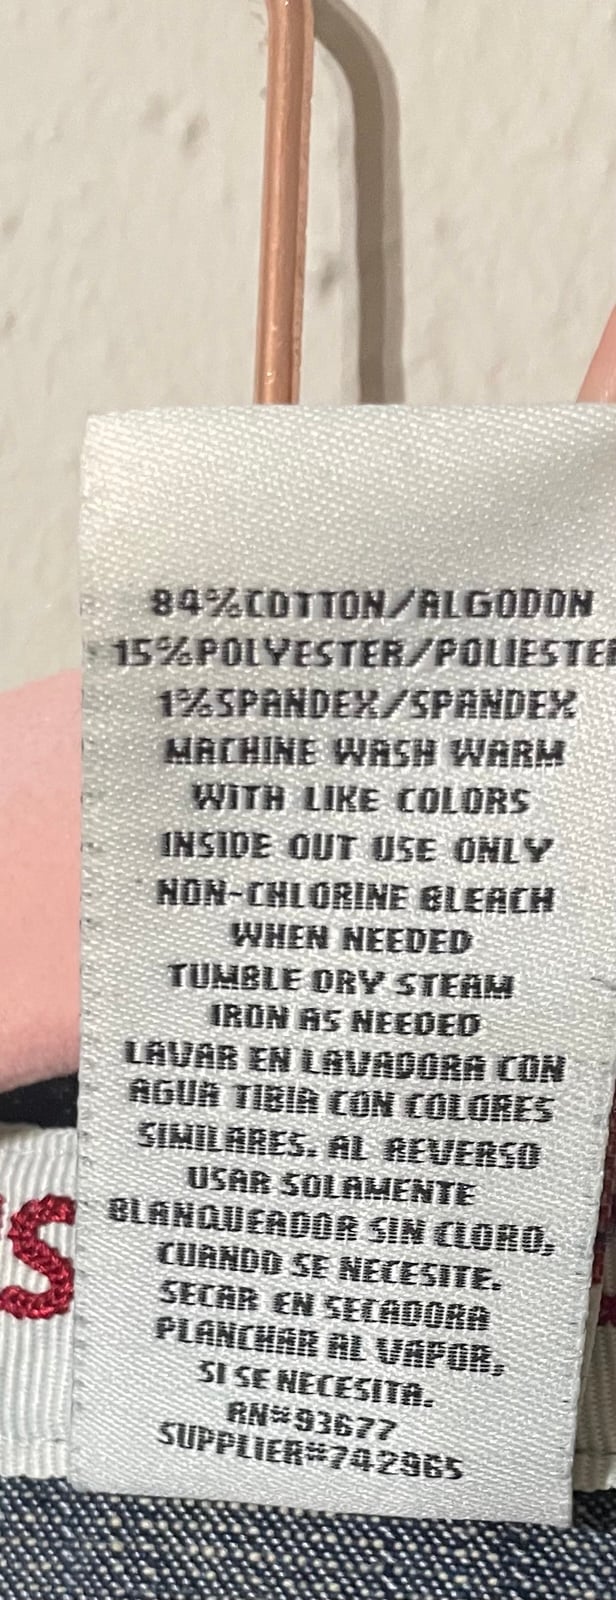 84%COTTON/ALGODON
15%POLYESTER/POLIESTER
1%SPANDEX/SPANDEX
MACHINE WASH WARM
WITH LIKE COLORS
INSIDE OUT USE ONLY
NON-CHLORINE BLEACH
WHEN NEEDED
TUMBLE DRY STEAM
IRON AS NEEDED
LAVAR EN LAVADORA CON
AGUA TIBIA CON COLORES
SIMILARES. AL REVERSO
USAR SOLAMENTE
BLANQUEADOR SIN CLORO,
CUANDO SE NECESITE.
SECAR EN SECADORA
PLANCHAR AL VAPOR,
SI SE NECESITA.
RN#93677
SUPPLIER#742965
S